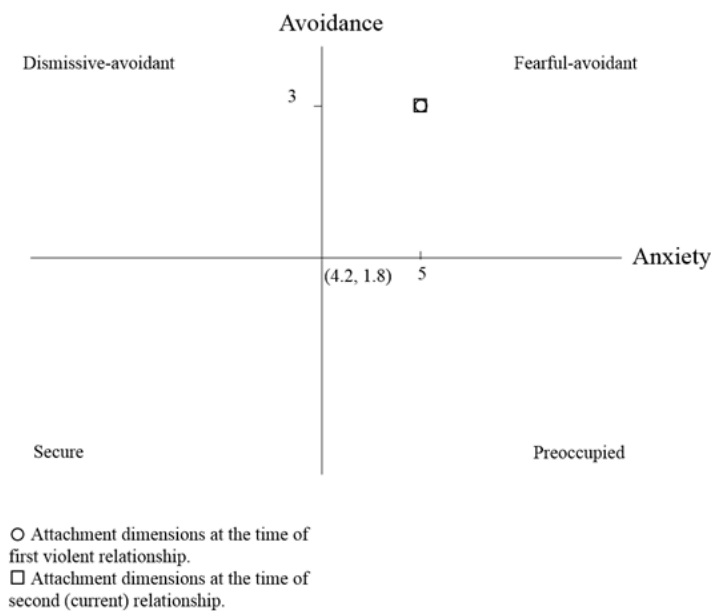 Avoidance
Dismissive-avoidant
Fearful-avoidant
3
Anxiety
(4.2, 1.8)
5
Secure
Preoccupied
Attachment dimensions at the time of
first violent relationship.
Attachment dimensions at the time of
second (current) relationship.